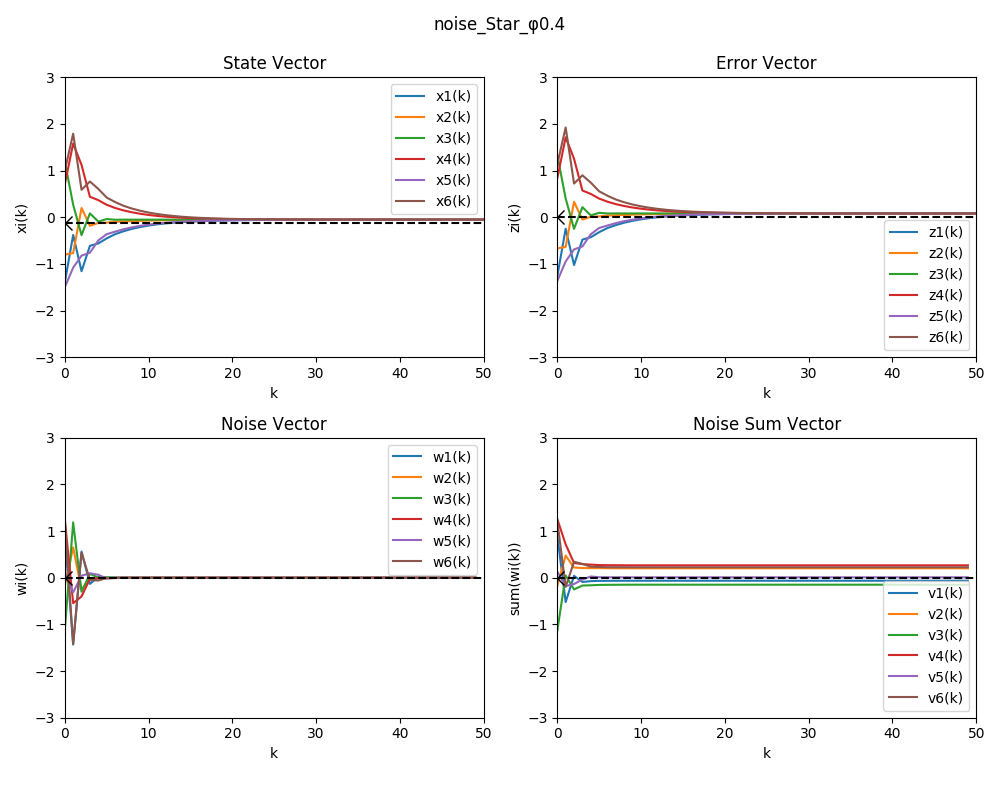 noise_Star_φ0.4
State Vector
3
2
1
0
−1
−2
−3
xi(k)
x1(k)
x2(k)
x3(k)
x4(k)
x5(k)
x6(k)
0 10 20 30 40 50
k
Error Vector
3
2
1
0
−1
−2
−3
zi(k)
z1(k)
z2(k)
z3(k)
z4(k)
z5(k)
z6(k)
0 10 20 30 40 50
k
Noise Vector
3
2
1
0
−1
−2
−3
wi(k)
w1(k)
w2(k)
w3(k)
w4(k)
w5(k)
w6(k)
0 10 20 30 40 50
k
Noise Sum Vector
3
2
1
0
−1
−2
−3
sum(wi(k))
v1(k)
v2(k)
v3(k)
v4(k)
v5(k)
v6(k)
0 10 20 30 40 50
k